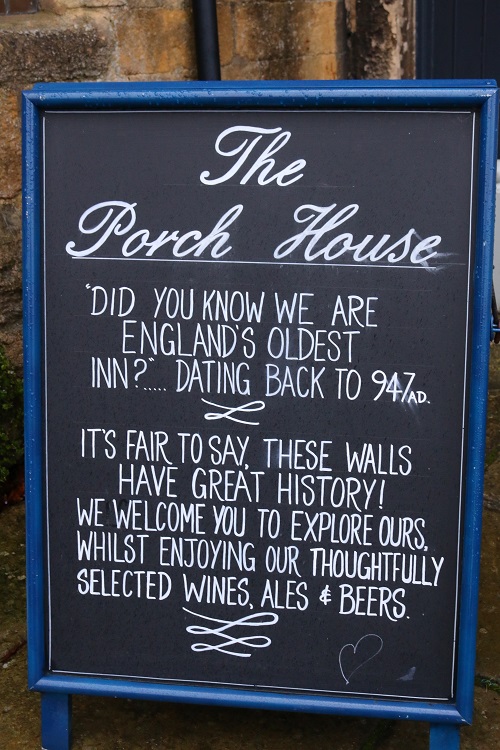 The
Porch House
"DID YOU KNOW WE ARE
ENGLAND'S OLDEST
INN?"..... DATING BACK TO 947AD.
IT'S FAIR TO SAY, THESE WALLS
HAVE GREAT HISTORY!
WE WELCOME YOU TO EXPLORE OURS,
WHILST ENJOYING OUR THOUGHTFULLY
SELECTED WINES, ALES & BEERS.